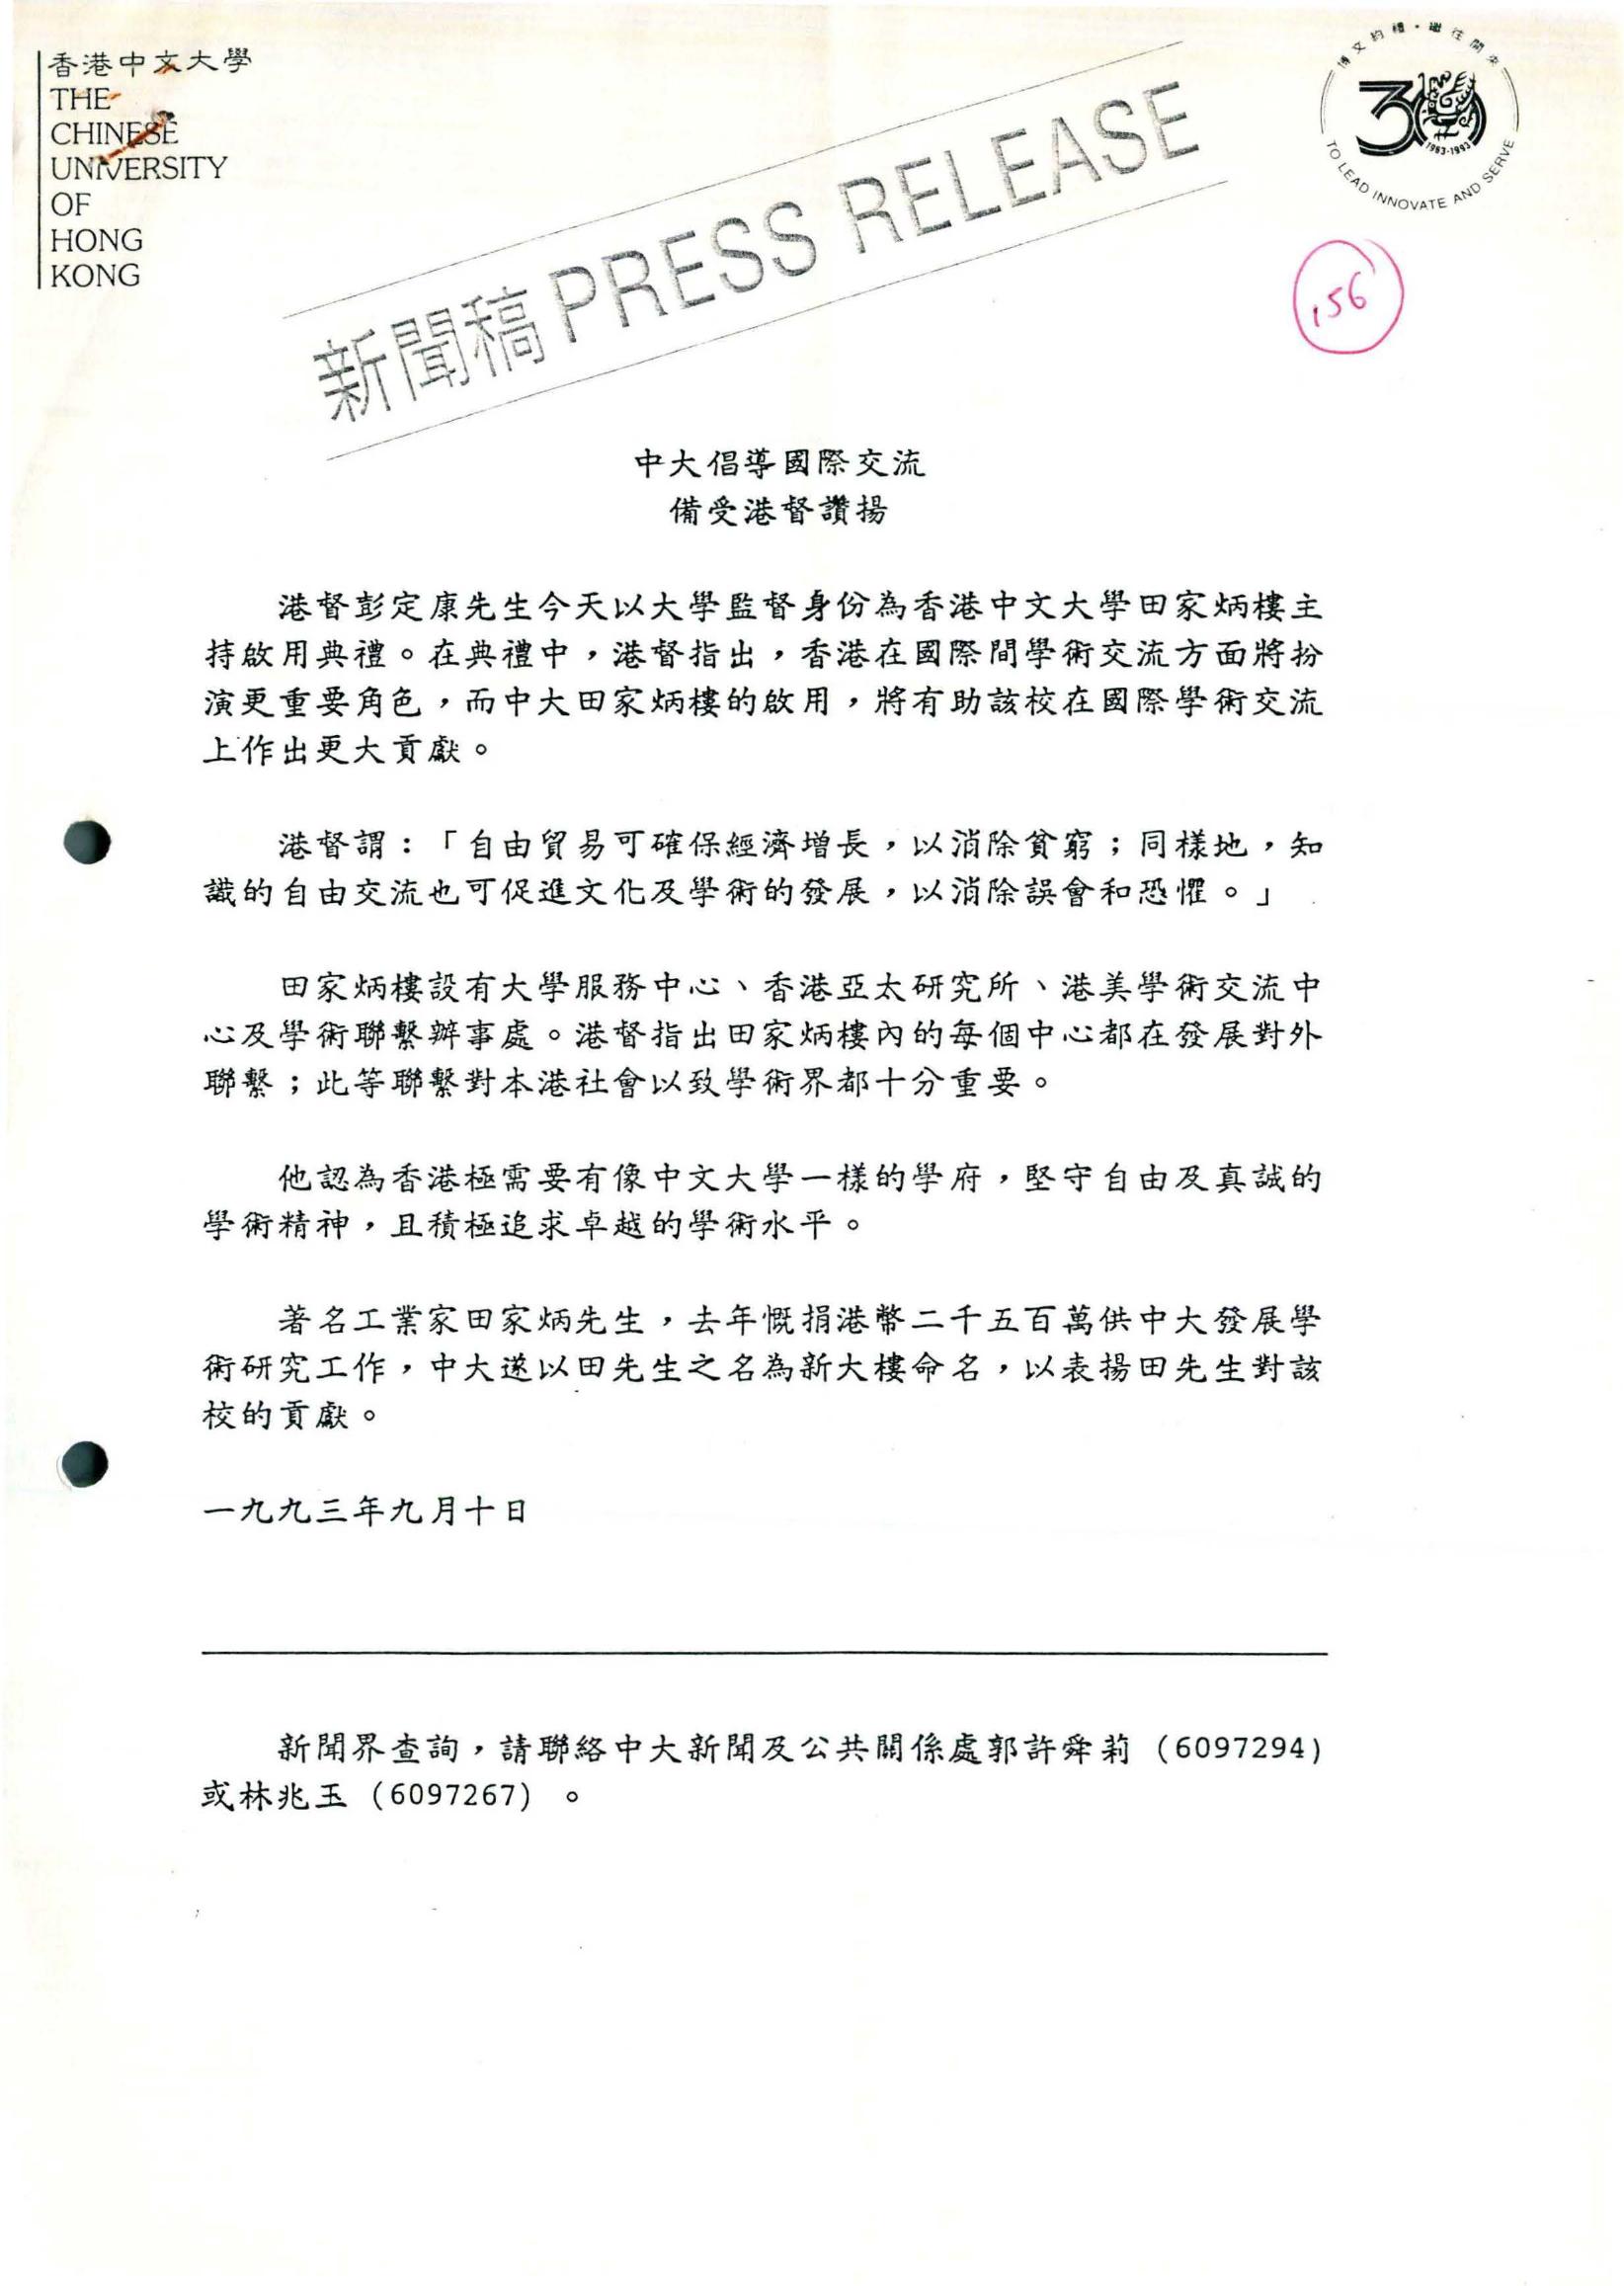 香港中文大學
THE
CHINESE
UNIVERSITY
OF
HONG
KONG
新聞稿 PRESS RELEASE
博文約禮·繼往開來
30
1963-1993
TO LEAD INNOVATE AND SERVE
156
中大倡導國際交流
備受港督讚揚
港督彭定康先生今天以大學監督身份為香港中文大學田家炳樓主
持啟用典禮。在典禮中，港督指出，香港在國際間學術交流方面將扮
演更重要角色，而中大田家炳樓的啟用，將有助該校在國際學術交流
上作出更大貢獻。
港督謂：「自由貿易可確保經濟增長，以消除貧窮；同樣地，知
識的自由交流也可促進文化及學術的發展，以消除誤會和恐懼。」
田家炳樓設有大學服務中心、香港亞太研究所、港美學術交流中
心及學術聯繫辦事處。港督指出田家炳樓內的每個中心都在發展對外
聯繫；此等聯繫對本港社會以致學術界都十分重要。
他認為香港極需要有像中文大學一樣的學府，堅守自由及真誠的
學術精神，且積極追求卓越的學術水平。
著名工業家田家炳先生，去年慨捐港幣二千五百萬供中大發展學
術研究工作，中大遂以田先生之名為新大樓命名，以表揚田先生對該
校的貢獻。
一九九三年九月十日
新聞界查詢，請聯絡中大新聞及公共關係處郭許舜莉 (6097294)
或林兆玉 (6097267) 。